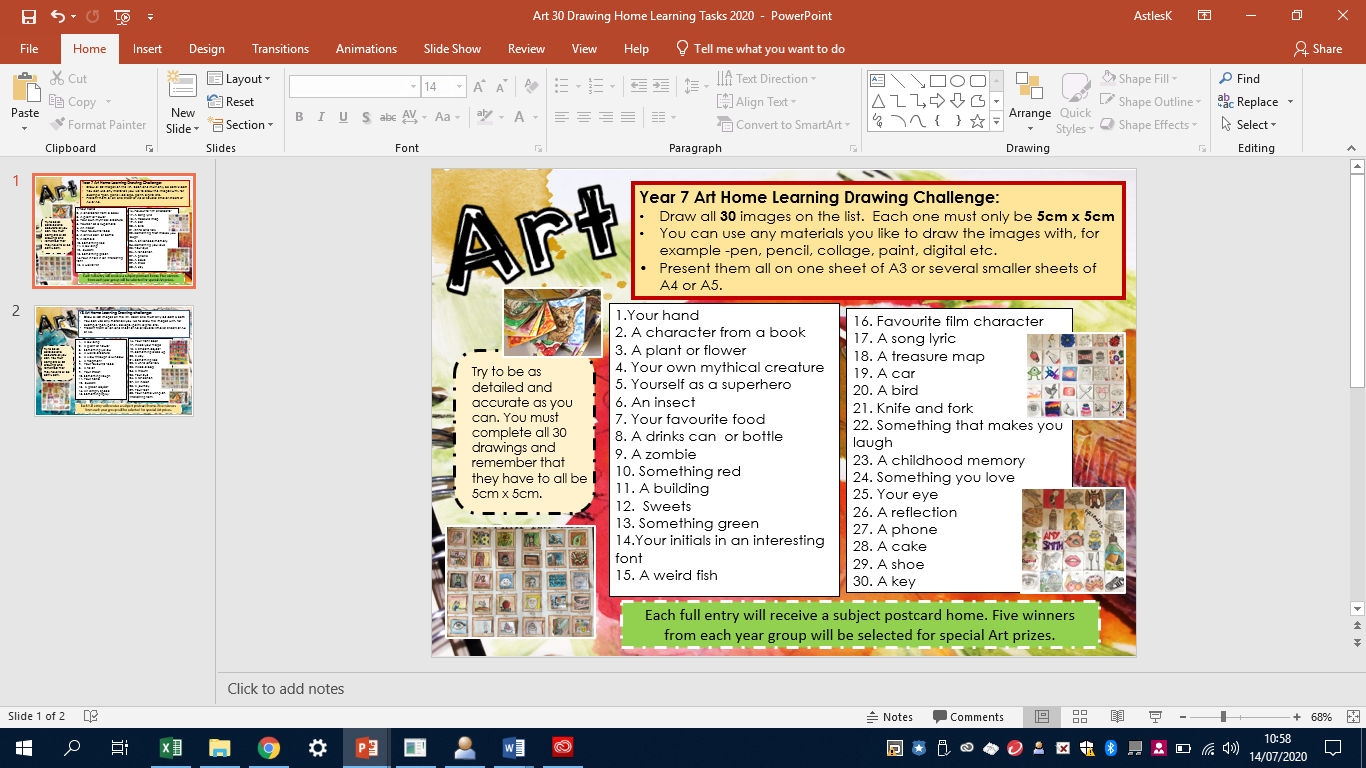 Art 30 Drawing Home Learning Tasks 2020 - PowerPoint
AstlesK
File
Home
Insert
Design
Transitions
Animations
Slide Show
Review
View
Help
Tell me what you want to do
Share
Paste
Cut
Copy
Format Painter
Clipboard
New
Slide
Layout
Reset
Section
Slides
14
Font
Text Direction
Align Text
Convert to SmartArt
Paragraph
Arrange
Quick
Styles
Shape Fill
Shape Outline
Shape Effects
Drawing
Find
Replace
Select
Editing
1
2
Art
Year 7 Art Home Learning Drawing Challenge:
• Draw all 30 images on the list. Each one must only be 5cm x 5cm
• You can use any materials you like to draw the images with, for
example -pen, pencil, collage, paint, digital etc.
• Present them all on one sheet of A3 or several smaller sheets of
A4 or A5.
Try to be as
detailed and
accurate as you
can. You must
complete all 30
drawings and
remember that
they have to all be
5cm x 5cm.
1.Your hand
2. A character from a book
3. A plant or flower
4. Your own mythical creature
5. Yourself as a superhero
6. An insect
7. Your favourite food
8. A drinks can or bottle
9. A zombie
10. Something red
11. A building
12. Sweets
13. Something green
14.Your initials in an interesting
font
15. A weird fish
16. Favourite film character
17. A song lyric
18. A treasure map
19. A car
20. A bird
21. Knife and fork
22. Something that makes you
laugh
23. A childhood memory
24. Something you love
25. Your eye
26. A reflection
27. A phone
28. A cake
29. A shoe
30. A key
Each full entry will receive a subject postcard home. Five winners
from each year group will be selected for special Art prizes.
Click to add notes
Slide 1 of 2
Notes
Comments
68%
10:58
14/07/2020